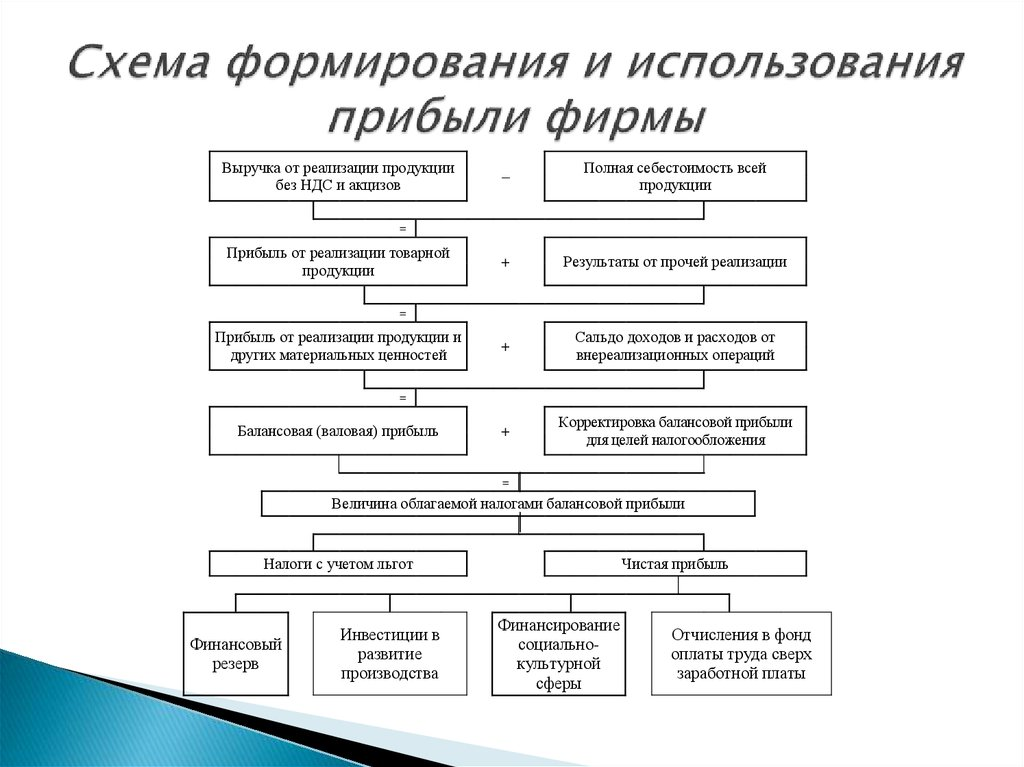 Схема формирования и использования
прибыли фирмы
Выручка от реализации продукции
без НДС и акцизов
–
Полная себестоимость всей
продукции
=
Прибыль от реализации товарной
продукции
+
Результаты от прочей реализации
=
Прибыль от реализации продукции и
других материальных ценностей
+
Сальдо доходов и расходов от
внереализационных операций
=
Балансовая (валовая) прибыль
+
Корректировка балансовой прибыли
для целей налогообложения
=
Величина облагаемой налогами балансовой прибыли
Налоги с учетом льгот
Чистая прибыль
Финансовый
резерв
Инвестиции в
развитие
производства
Финансирование
социально-
культурной
сферы
Отчисления в фонд
оплаты труда сверх
заработной платы